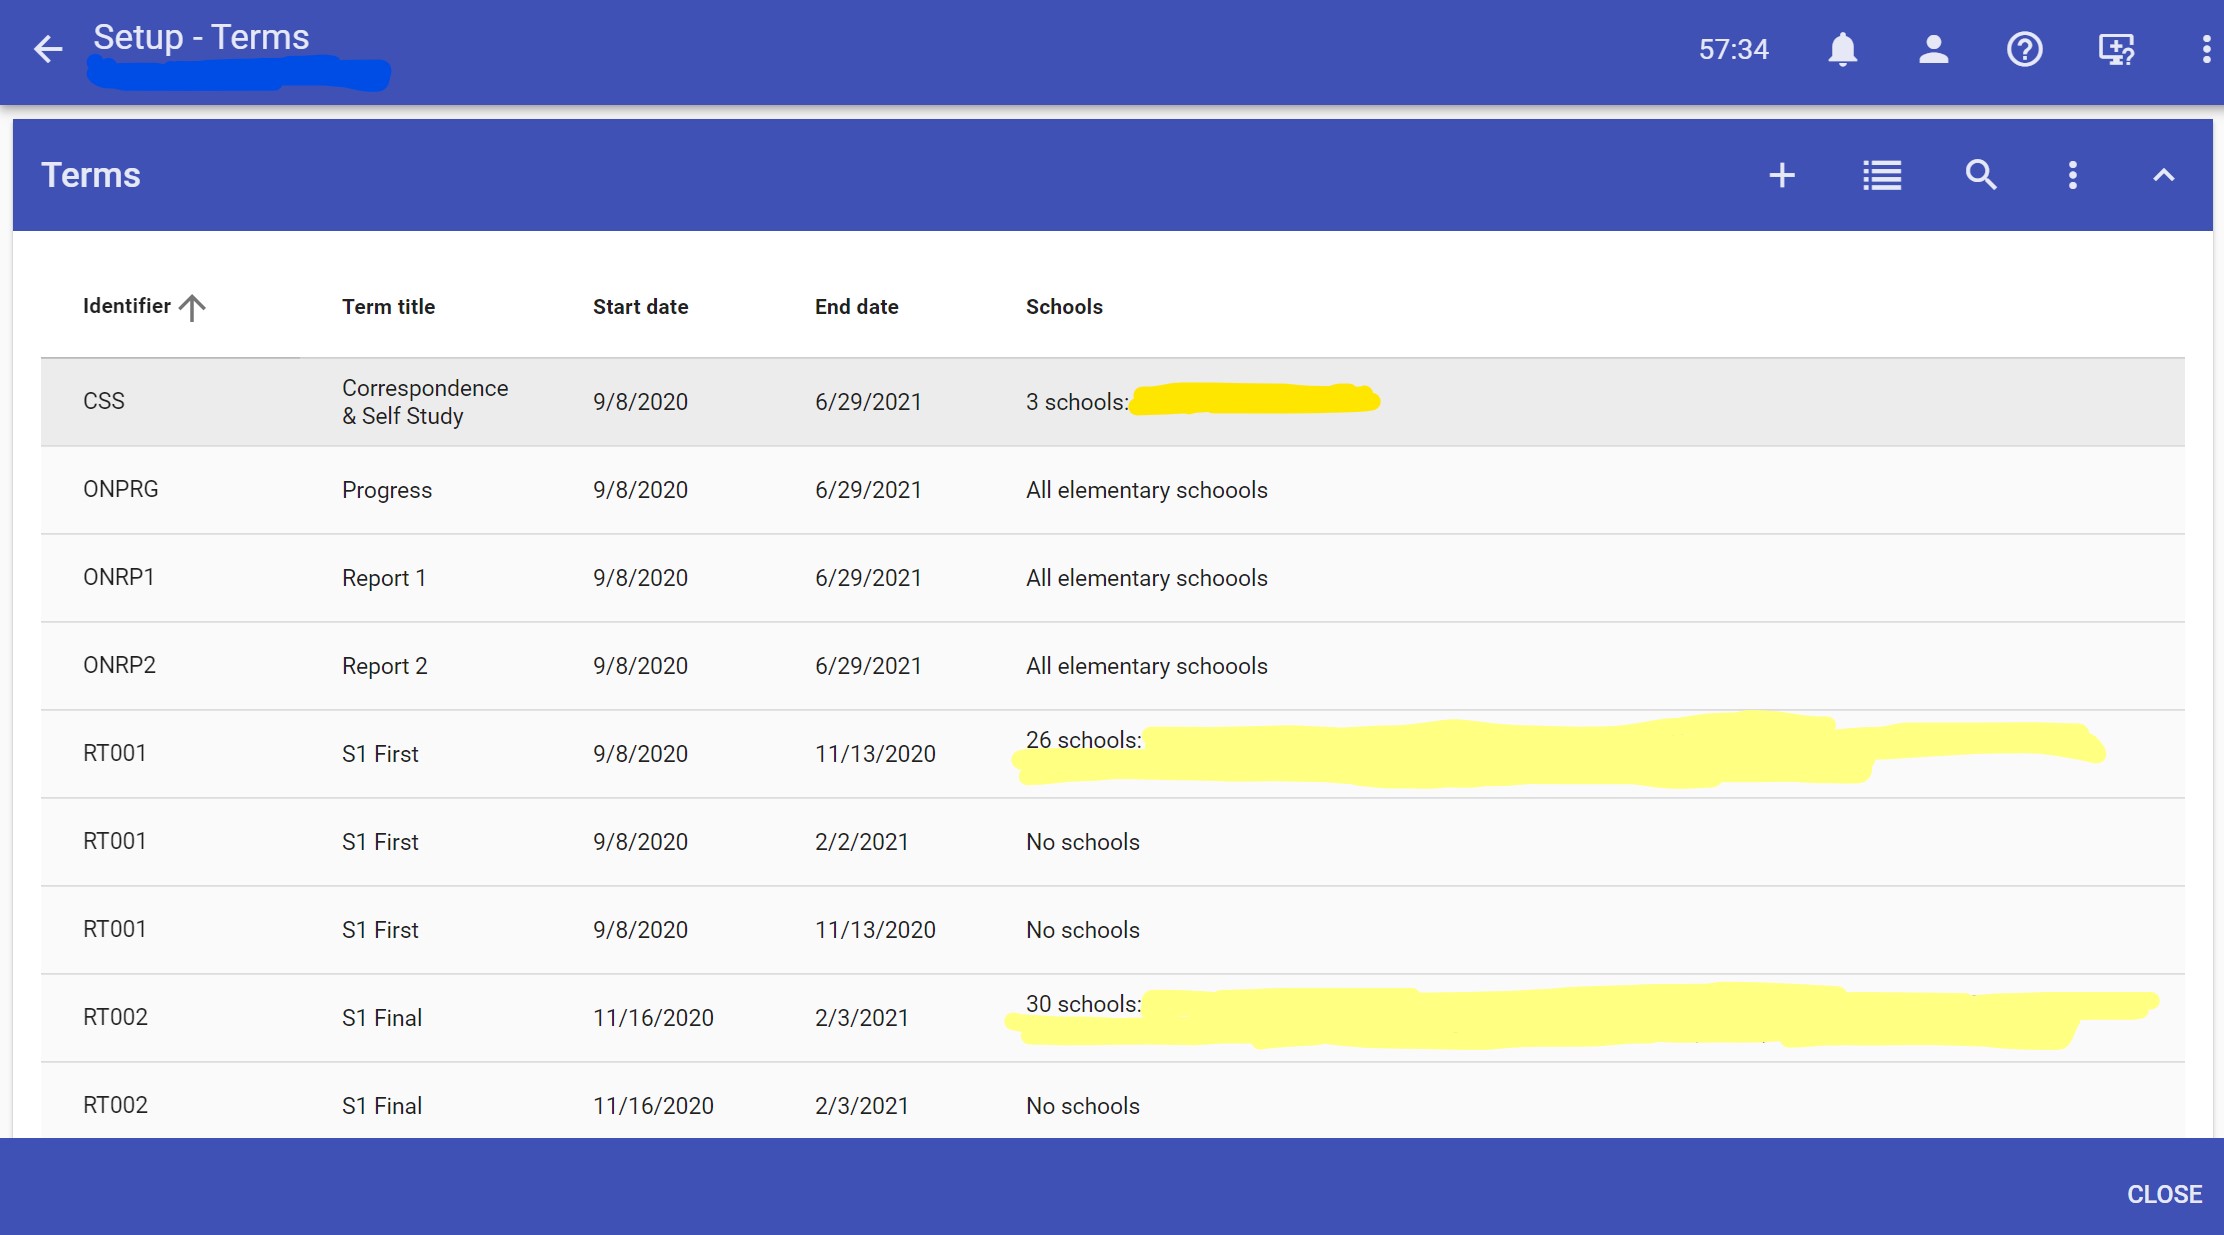 Setup - Terms
57:34
Terms
Identifier Term title Start date End date Schools
CSS Correspondence & Self Study 9/8/2020 6/29/2021 3 schools:
ONPRG Progress 9/8/2020 6/29/2021 All elementary schoools
ONRP1 Report 1 9/8/2020 6/29/2021 All elementary schoools
ONRP2 Report 2 9/8/2020 6/29/2021 All elementary schoools
RT001 S1 First 9/8/2020 11/13/2020 26 schools:
RT001 S1 First 9/8/2020 2/2/2021 No schools
RT001 S1 First 9/8/2020 11/13/2020 No schools
RT002 S1 Final 11/16/2020 2/3/2021 30 schools:
RT002 S1 Final 11/16/2020 2/3/2021 No schools
CLOSE